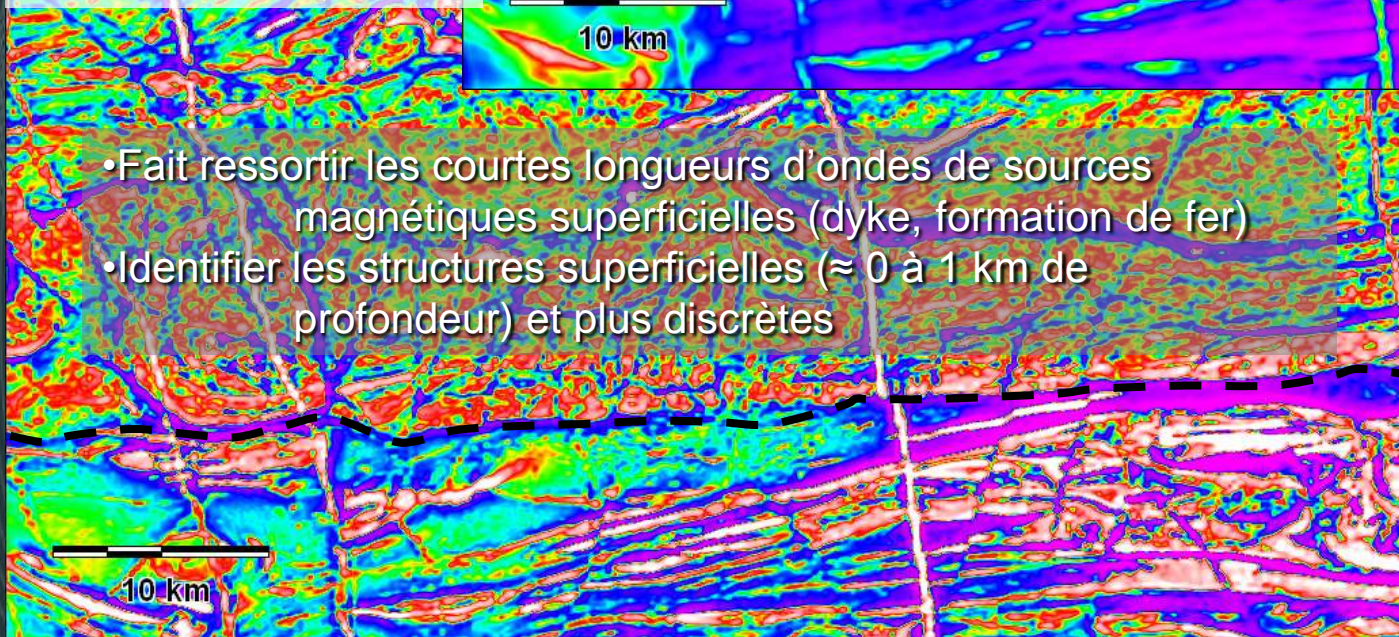 10 km
•Fait ressortir les courtes longueurs d'ondes de sources
magnétiques superficielles (dyke, formation de fer)
•Identifier les structures superficielles (≈ 0 à 1 km de
profondeur) et plus discrètes
10 km